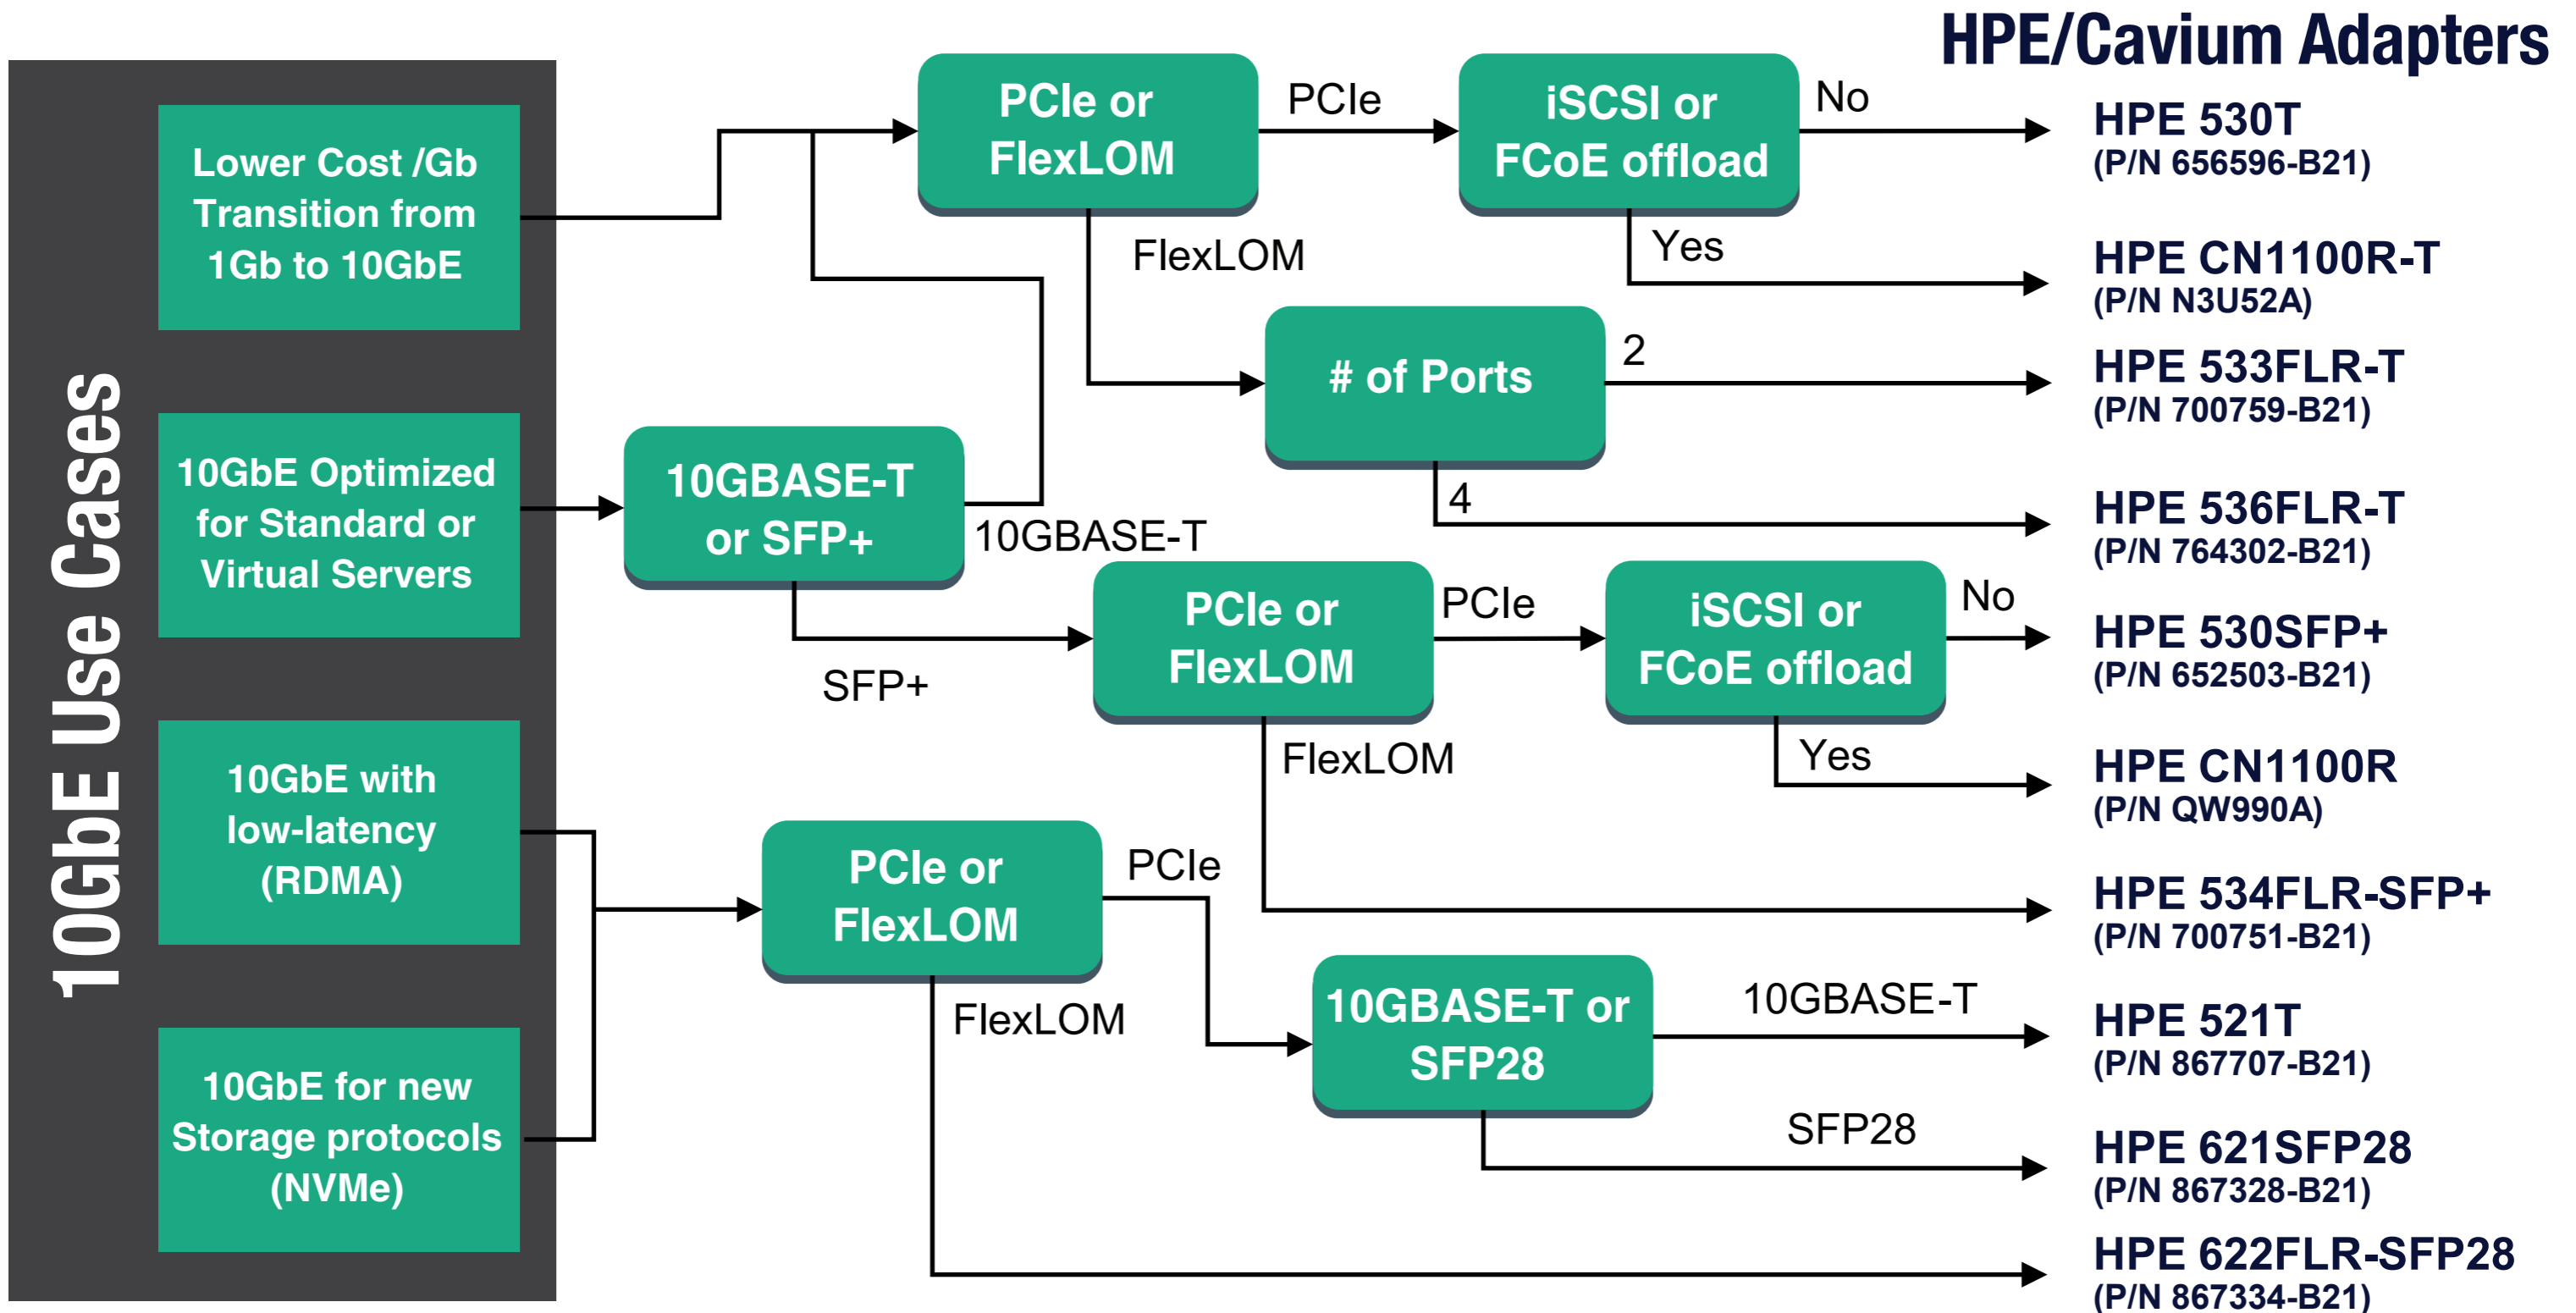 HPE/Cavium Adapters
10GbE Use Cases
Lower Cost /Gb
Transition from
1Gb to 10GbE
10GbE Optimized
for Standard or
Virtual Servers
10GbE with
low-latency
(RDMA)
10GbE for new
Storage protocols
(NVMe)
PCIe or
FlexLOM
PCIe
FlexLOM
iSCSI or
FCoE offload
No
Yes
# of Ports
2
4
10GBASE-T
or SFP+
10GBASE-T
SFP+
PCIe or
FlexLOM
PCIe
FlexLOM
iSCSI or
FCoE offload
No
Yes
PCIe or
FlexLOM
PCIe
FlexLOM
10GBASE-T or
SFP28
10GBASE-T
SFP28
HPE 530T
(P/N 656596-B21)
HPE CN1100R-T
(P/N N3U52A)
HPE 533FLR-T
(P/N 700759-B21)
HPE 536FLR-T
(P/N 764302-B21)
HPE 530SFP+
(P/N 652503-B21)
HPE CN1100R
(P/N QW990A)
HPE 534FLR-SFP+
(P/N 700751-B21)
HPE 521T
(P/N 867707-B21)
HPE 621SFP28
(P/N 867328-B21)
HPE 622FLR-SFP28
(P/N 867334-B21)